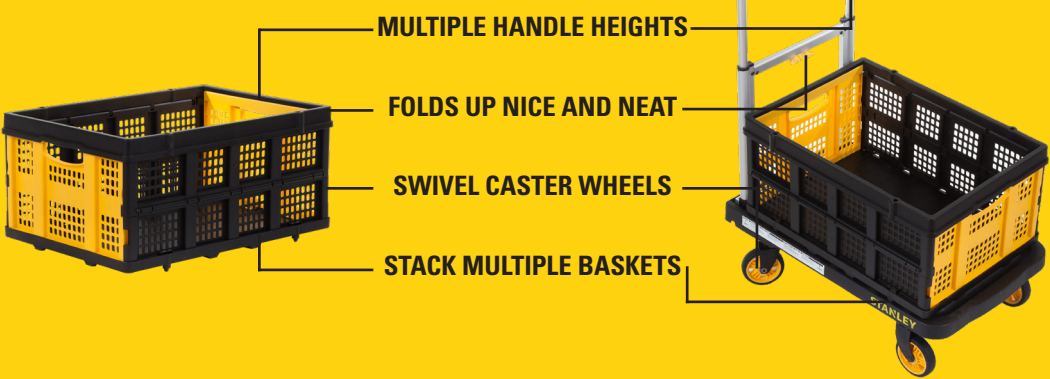 MULTIPLE HANDLE HEIGHTS
FOLDS UP NICE AND NEAT
SWIVEL CASTER WHEELS
STACK MULTIPLE BASKETS
STANLEY